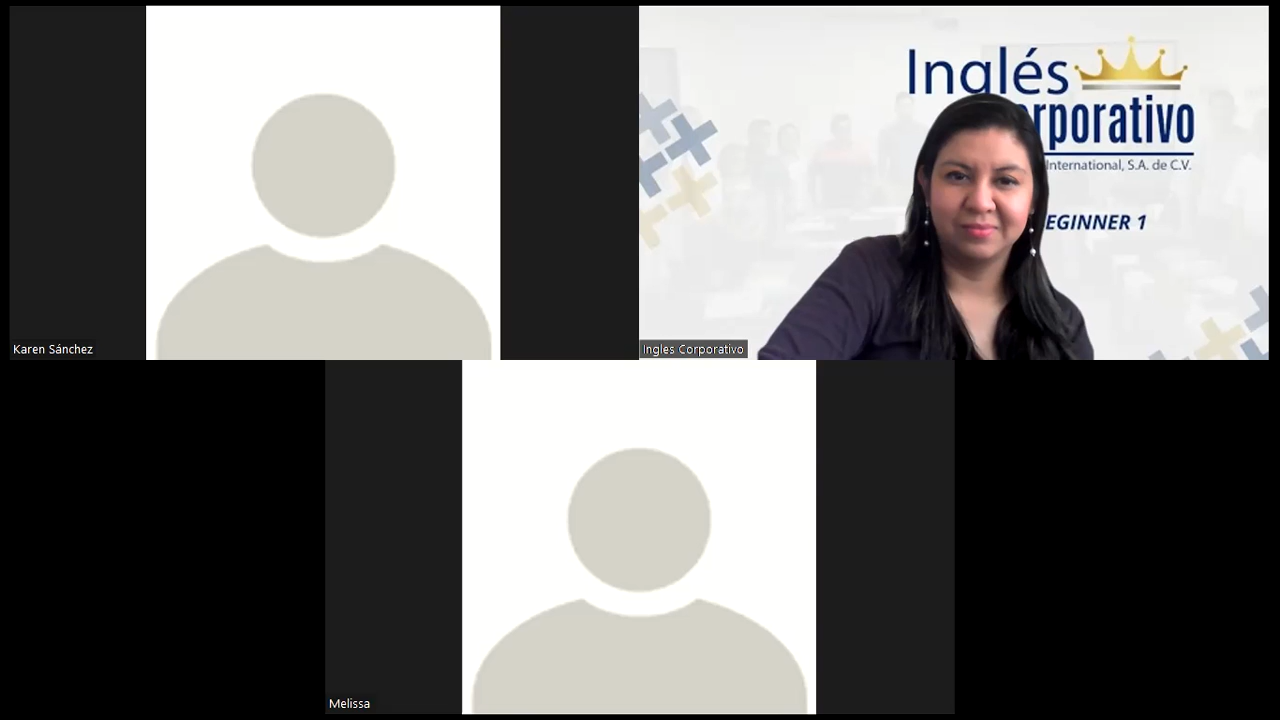 Inglés
rporativo
International, S.A. de C.V.
EGINNER 1
Karen Sánchez
Ingles Corporativo
Melissa